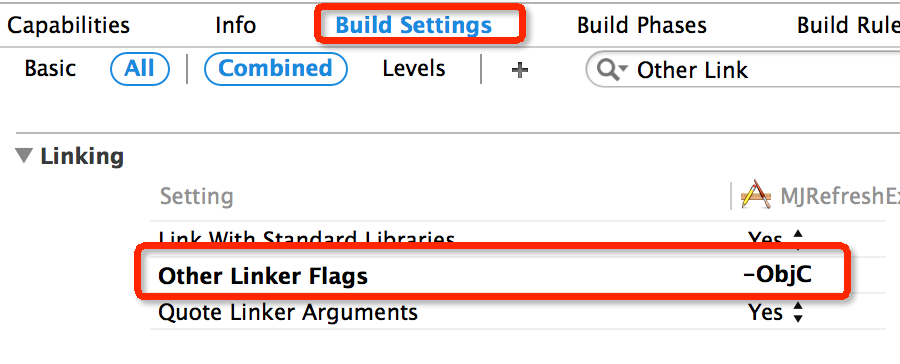 Capabilities Info Build Settings Build Phases Build Rule
Basic All Combined Levels + Other Link
Linking
Setting MJRefreshEx
Link With Standard Libraries Yes
Other Linker Flags -ObjC
Quote Linker Arguments Yes